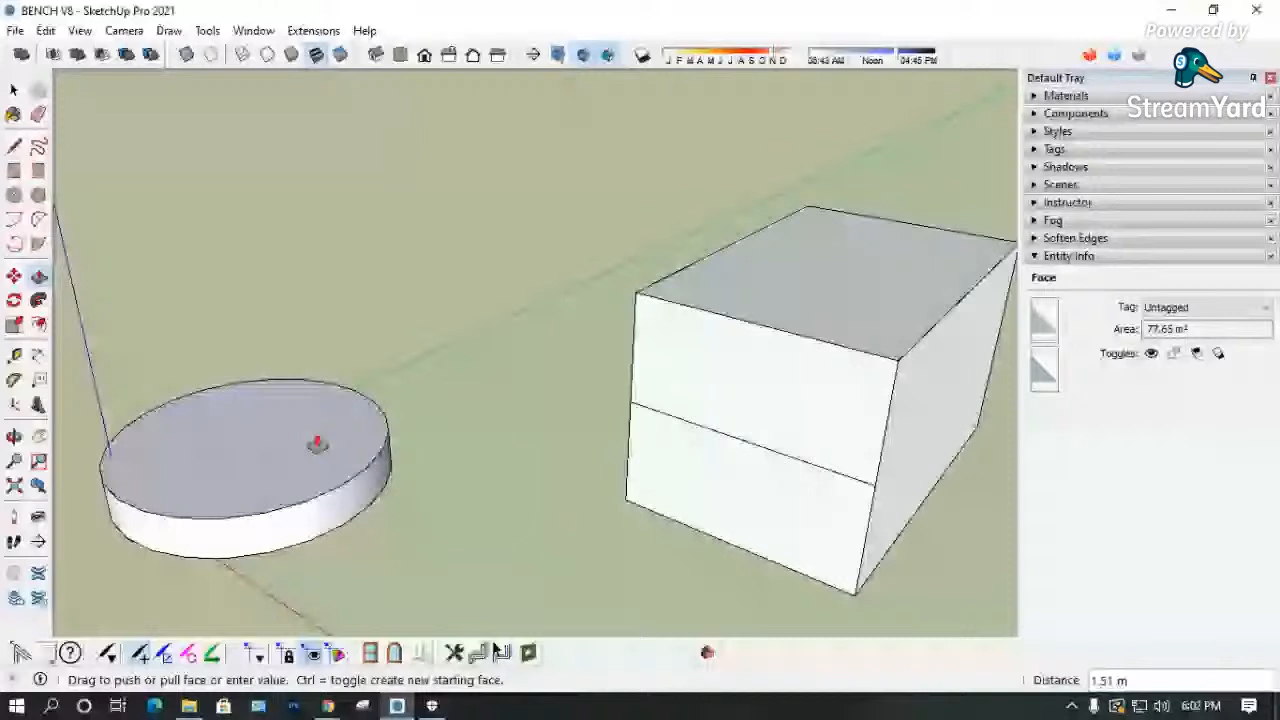 BENCH V8 - SketchUp Pro 2021
File Edit View Camera Draw Tools Window Extensions Help
J F M A M J J A S O N D
08:43 AM Noon 04:45 PM
Powered by
StreamYard
Default Tray
Materials
Components
Styles
Tags
Shadows
Scenes
Instructor
Fog
Soften Edges
Entity Info
Face
Tag: Untagged
Area: 77.65 m²
Toggles:
Drag to push or pull face or enter value. Ctrl = toggle create new starting face.
Distance 1.51 m
6:02 PM